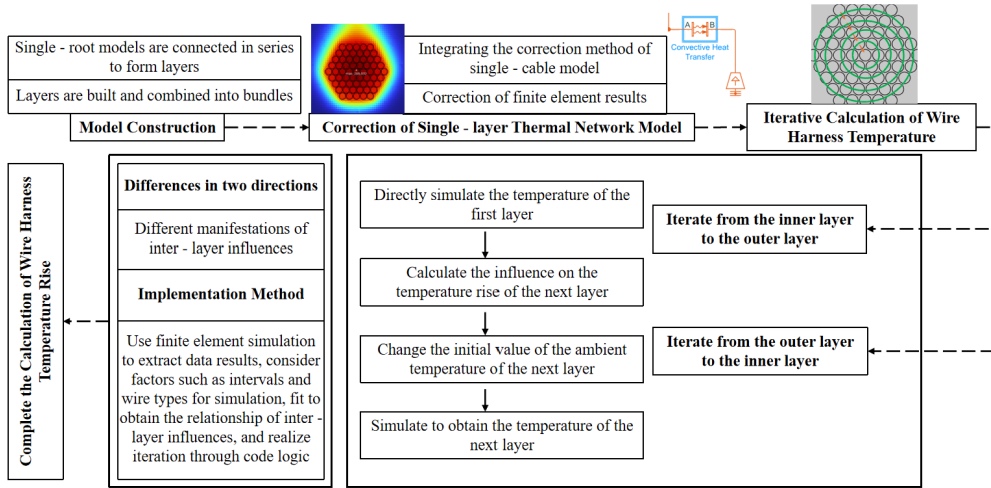 Single - root models are connected in series
to form layers
Layers are built and combined into bundles
Model Construction
Integrating the correction method of
single - cable model
Correction of finite element results
Correction of Single - layer Thermal Network Model
A B
Convective Heat
Transfer
Iterative Calculation of Wire
Harness Temperature
Complete the Calculation of Wire Harness
Temperature Rise
Differences in two directions
Different manifestations of
inter - layer influences
Implementation Method
Use finite element simulation
to extract data results, consider
factors such as intervals and
wire types for simulation, fit to
obtain the relationship of inter -
layer influences, and realize
iteration through code logic
Directly simulate the temperature of the
first layer
Calculate the influence on the
temperature rise of the next layer
Change the initial value of the ambient
temperature of the next layer
Simulate to obtain the temperature of the
next layer
Iterate from the inner layer
to the outer layer
Iterate from the outer layer
to the inner layer